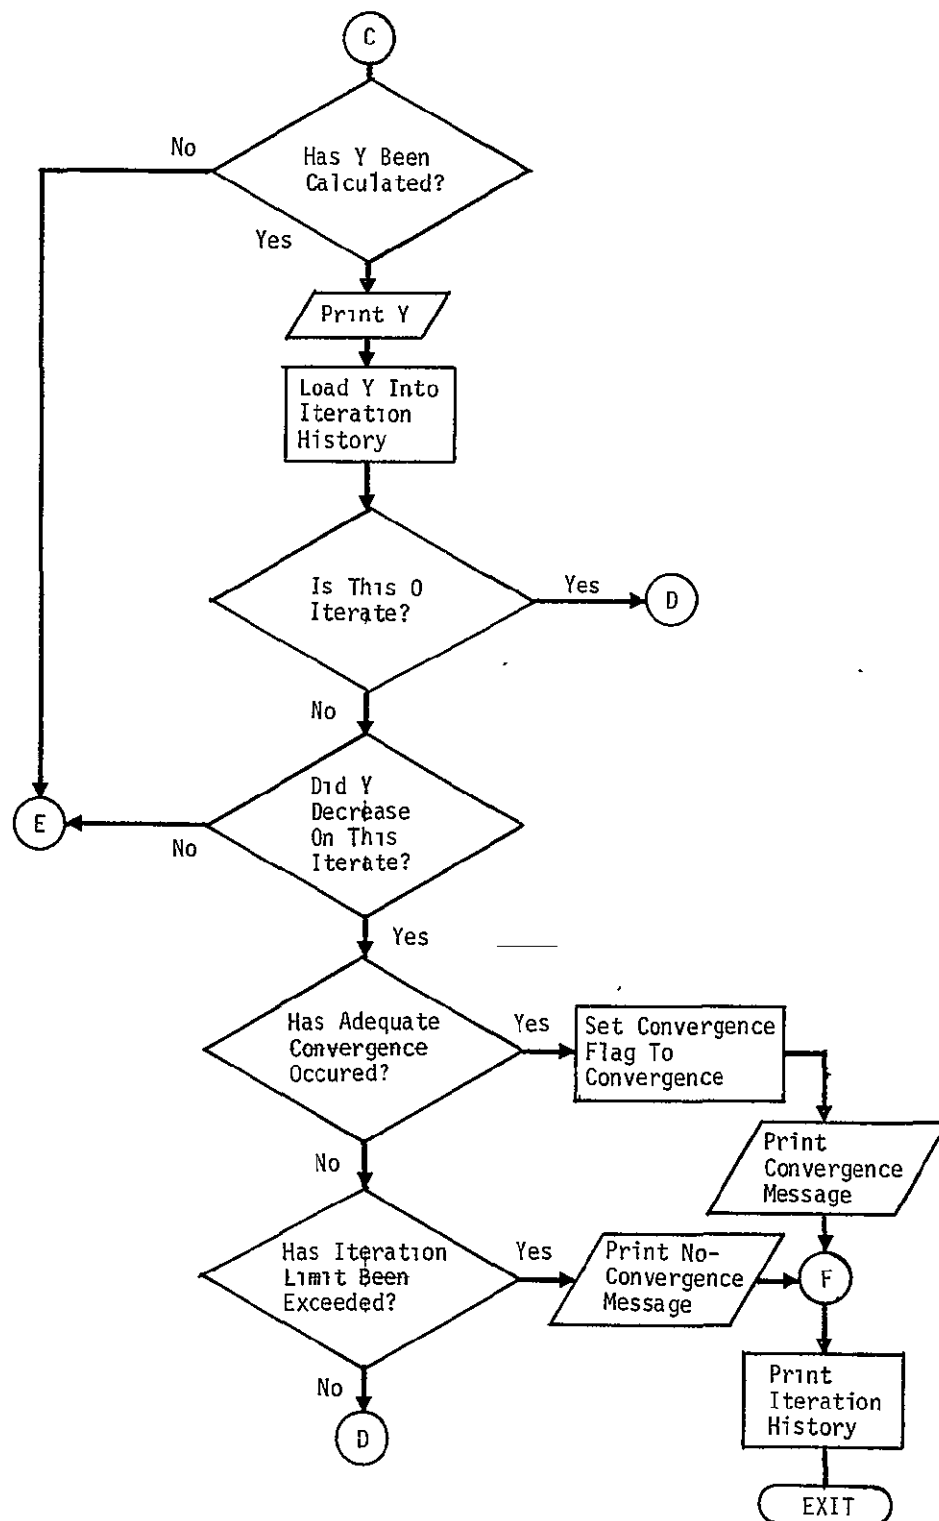 C
No
Has Y Been
Calculated?
Yes
Print Y
Load Y Into
Iteration
History
Is This O
Iterate?
Yes
D
No
Did Y
Decrease
On This
Iterate?
E
No
Yes
Has Adequate
Convergence
Occured?
Yes
Set Convergence
Flag To
Convergence
Print
Convergence
Message
No
Has Iteration
Limit Been
Exceeded?
Yes
Print No-
Convergence
Message
F
Print
Iteration
History
No
D
EXIT